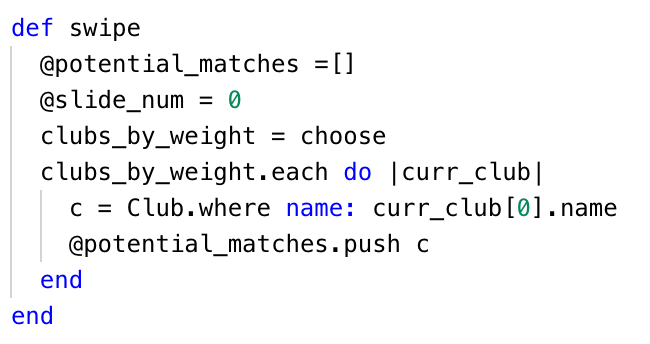 def swipe
  @potential_matches =[]
  @slide_num = 0
  clubs_by_weight = choose
  clubs_by_weight.each do |curr_club|
    c = Club.where name: curr_club[0].name
    @potential_matches.push c
  end
end